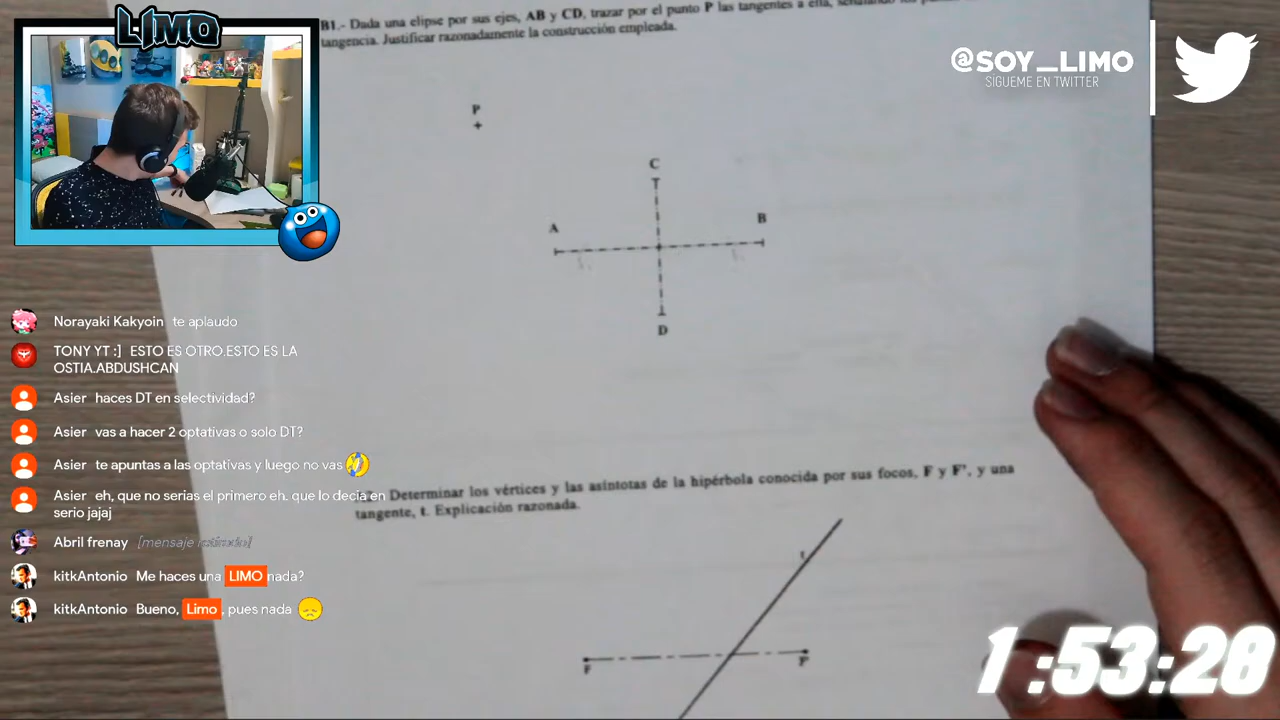 LIMO
B1.- Dada una elipse por sus ejes, AB y CD, trazar por el punto P las tangentes a ella,
tangencia. Justificar razonadamente la construcción empleada.
@SOY_LIMO
SIGUEME EN TWITTER
P
C
A
B
D
Norayaki Kakyoin te aplaudo
TONY YT :] ESTO ES OTRO.ESTO ES LA
OSTIA.ABDUSHCAN
Asier haces DT en selectividad?
Asier vas a hacer 2 optativas o solo DT?
Asier te apuntas a las optativas y luego no vas
Asier eh, que no serias el primero eh. que lo decia en
serio jajaj
Abril frenay [mensaje retirado]
kitkAntonio Me haces una LIMO nada?
kitkAntonio Bueno, Limo, pues nada
Determinar los vértices y las asíntotas de la hipérbola conocida por sus focos, F y F', y una
tangente, t. Explicación razonada.
t
F
F'
1:53:28